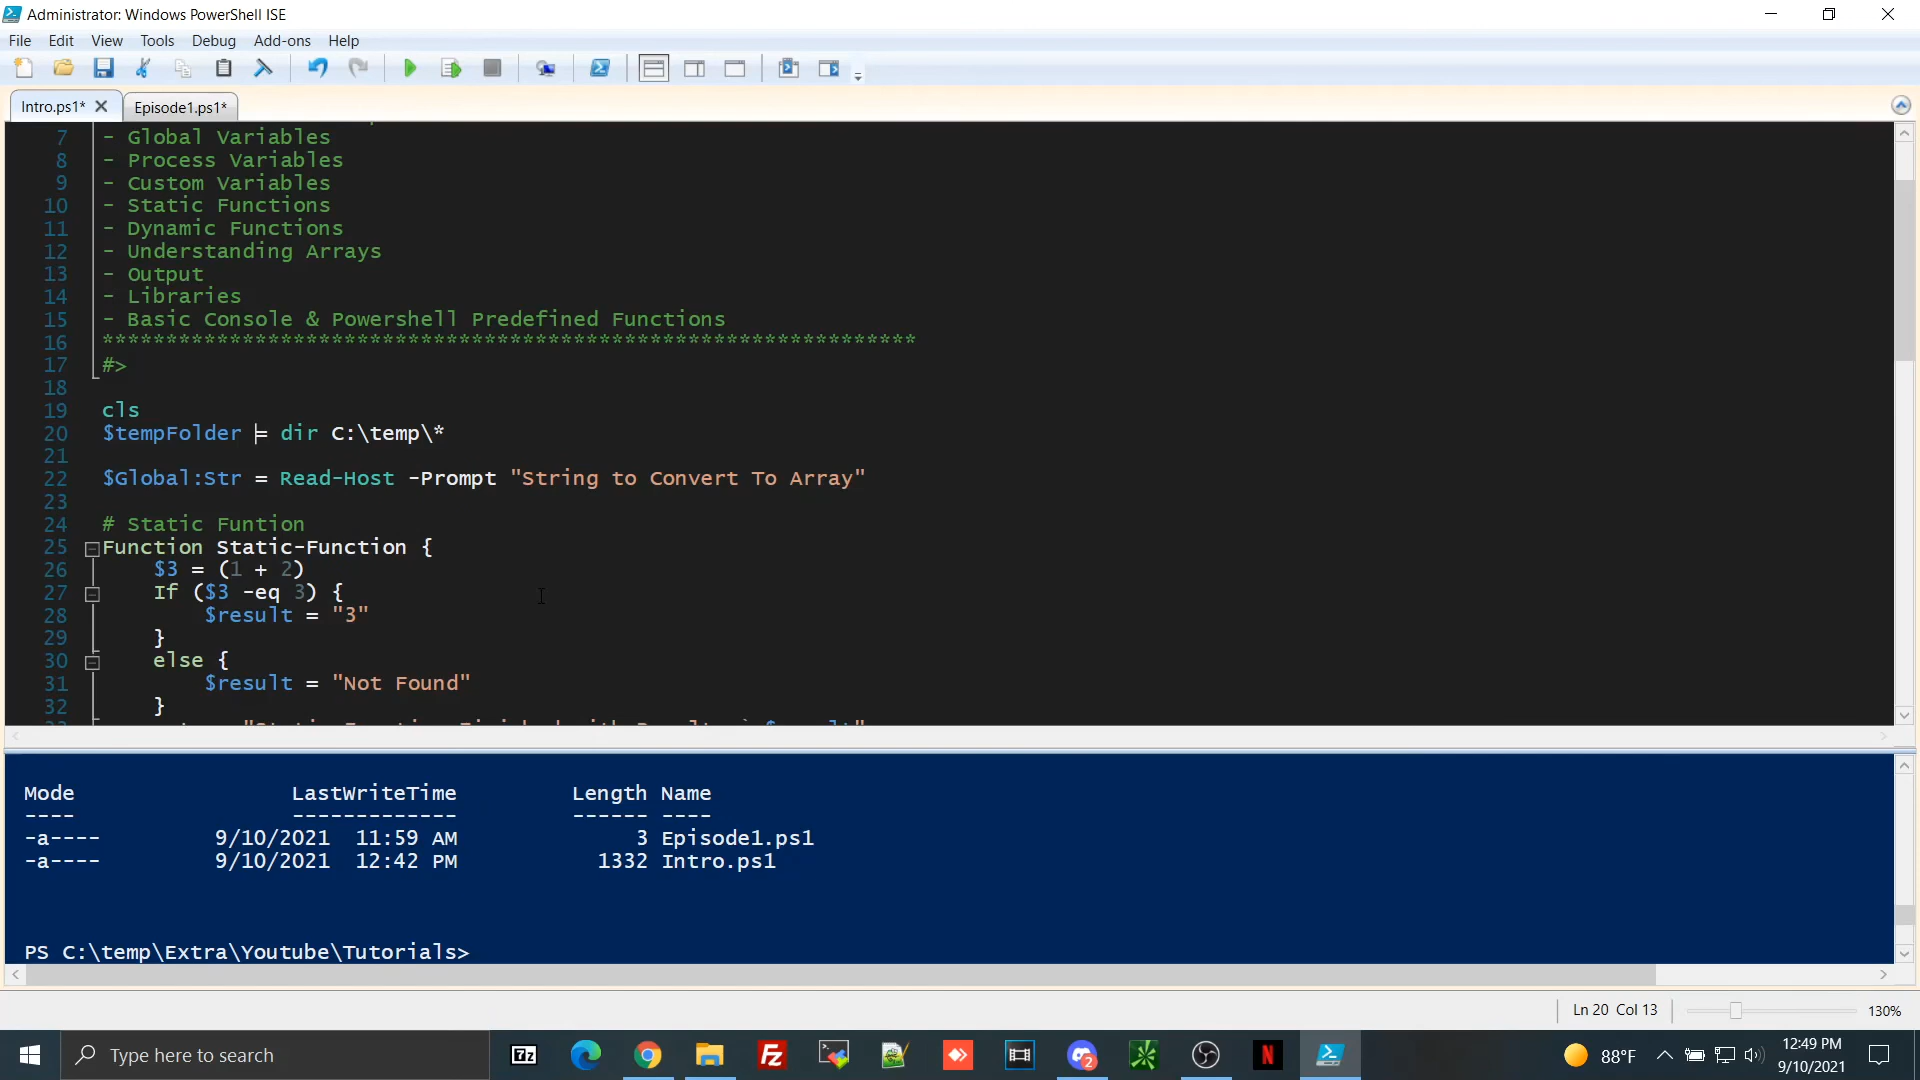 Administrator: Windows PowerShell ISE
File Edit View Tools Debug Add-ons Help
Intro.ps1* Episode1.ps1*
7 - Global Variables
8 - Process Variables
9 - Custom Variables
10 - Static Functions
11 - Dynamic Functions
12 - Understanding Arrays
13 - Output
14 - Libraries
15 - Basic Console & Powershell Predefined Functions
16 ****************************************************************
17 #>
18
19 cls
20 $tempFolder = dir C:\temp\*
21
22 $Global:Str = Read-Host -Prompt "String to Convert To Array"
23
24 # Static Funtion
25 Function Static-Function {
26 $3 = (1 + 2)
27 If ($3 -eq 3) {
28 $result = "3"
29 }
30 else {
31 $result = "Not Found"
32 }
Mode LastWriteTime Length Name
---- ------------- ------ ----
-a---- 9/10/2021 11:59 AM 3 Episode1.ps1
-a---- 9/10/2021 12:42 PM 1332 Intro.ps1
PS C:\temp\Extra\Youtube\Tutorials>
Ln 20 Col 13 130%
Type here to search
7z
Fz
2
N
88°F
12:49 PM
9/10/2021